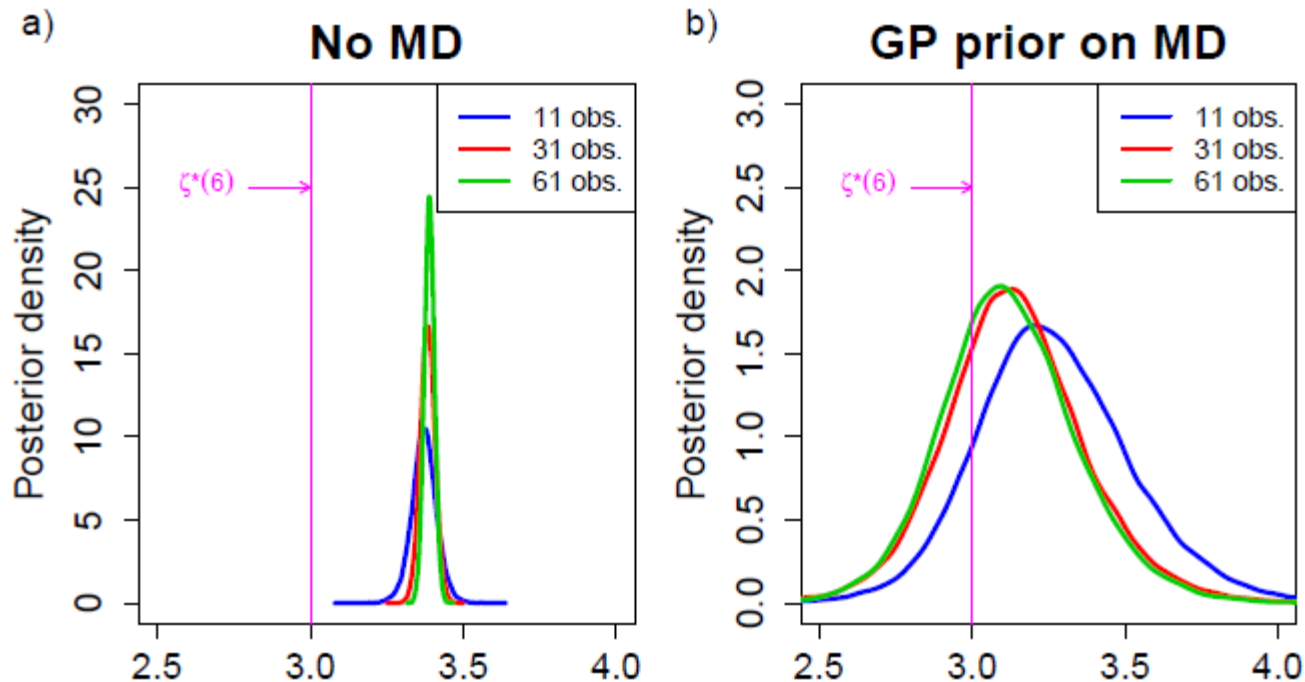 a)
No MD
Posterior density
30
25
20
15
10
5
0
2.5 3.0 3.5 4.0
ζ*(6)
11 obs.
31 obs.
61 obs.
b)
GP prior on MD
Posterior density
3.0
2.5
2.0
1.5
1.0
0.5
0.0
2.5 3.0 3.5 4.0
ζ*(6)
11 obs.
31 obs.
61 obs.